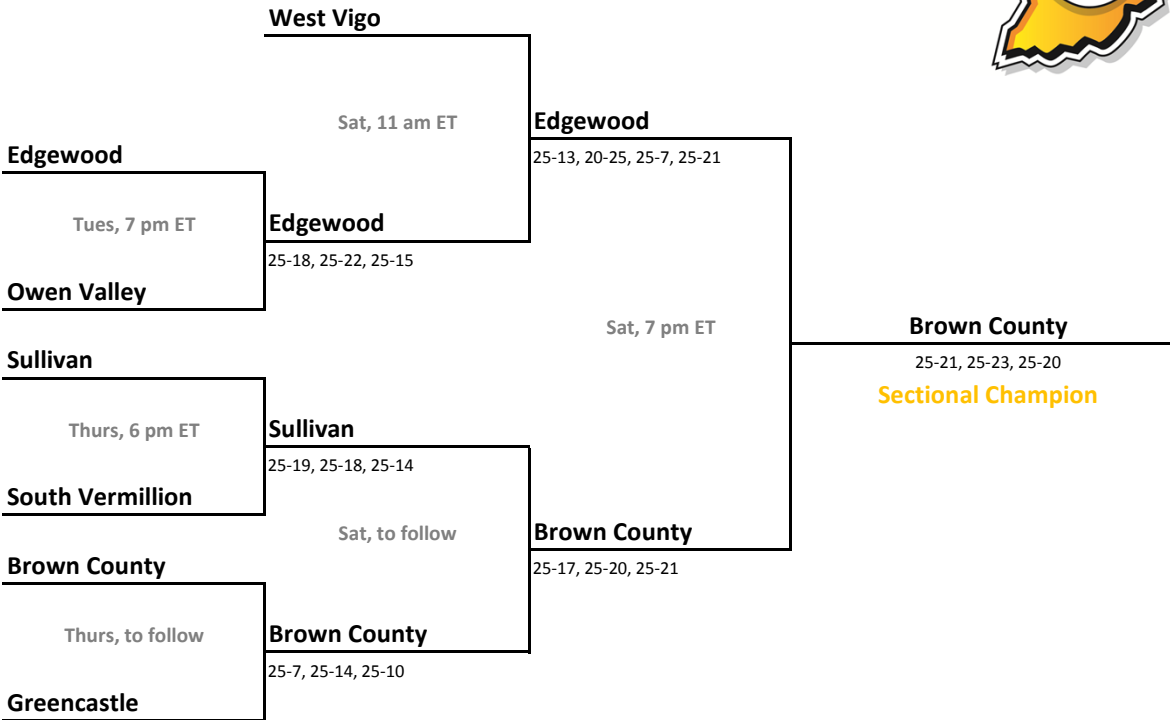 West Vigo
Sat, 11 am ET
Edgewood
Edgewood
25-13, 20-25, 25-7, 25-21
Tues, 7 pm ET
Edgewood
25-18, 25-22, 25-15
Owen Valley
Sat, 7 pm ET
Brown County
Sullivan
25-21, 25-23, 25-20
Sectional Champion
Thurs, 6 pm ET
Sullivan
25-19, 25-18, 25-14
South Vermillion
Sat, to follow
Brown County
Brown County
25-17, 25-20, 25-21
Thurs, to follow
Brown County
25-7, 25-14, 25-10
Greencastle